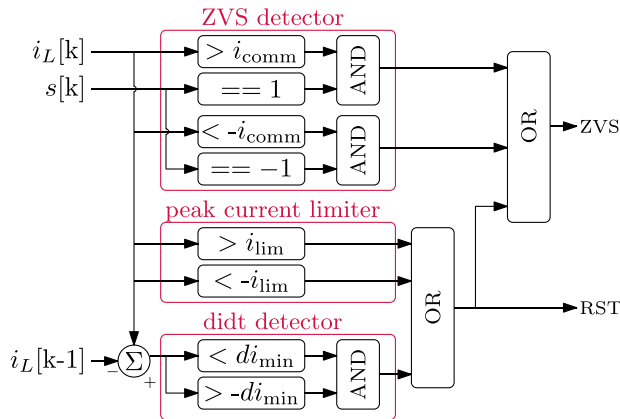 ZVS detector
i_L[k]
> i_comm
AND
s[k]
== 1
< -i_comm
AND
== −1
OR
ZVS
peak current limiter
> i_lim
< -i_lim
OR
RST
didt detector
i_L[k-1]
−
Σ
+
< di_min
AND
> -di_min